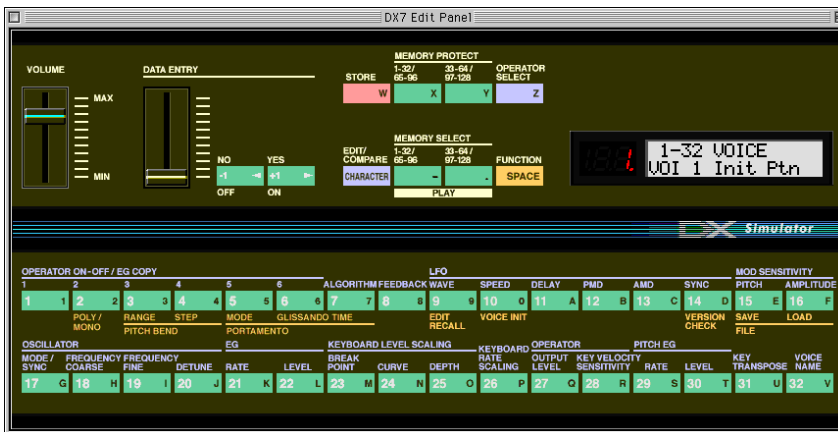 DX7 Edit Panel
VOLUME
DATA ENTRY
MEMORY PROTECT
STORE
1-32/ 65-96
33-64/ 97-128
OPERATOR SELECT
MAX
MIN
W
X
Y
Z
NO
YES
-1
+1
OFF
ON
MEMORY SELECT
EDIT/ COMPARE
1-32/ 65-96
33-64/ 97-128
FUNCTION
CHARACTER
-
.
SPACE
PLAY
1.
1-32 VOICE
VOI 1 Init Ptn
DX Simulator
OPERATOR ON-OFF / EG COPY
LFO
MOD SENSITIVITY
1 2 3 4 5 6 ALGORITHM FEEDBACK WAVE SPEED DELAY PMD AMD SYNC PITCH AMPLITUDE
1 1 2 2 3 3 4 4 5 5 6 6 7 7 8 8 9 9 10 0 11 A 12 B 13 C 14 D 15 E 16 F
POLY / MONO
RANGE STEP
PITCH BEND
MODE GLISSANDO TIME
PORTAMENTO
EDIT RECALL
VOICE INIT
VERSION CHECK
SAVE LOAD
FILE
OSCILLATOR
EG
KEYBOARD LEVEL SCALING
OPERATOR
PITCH EG
MODE / SYNC
FREQUENCY COARSE
FREQUENCY FINE
DETUNE
RATE
LEVEL
BREAK POINT
CURVE
DEPTH
KEYBOARD RATE SCALING
OUTPUT LEVEL
KEY VELOCITY SENSITIVITY
RATE
LEVEL
KEY TRANSPOSE
VOICE NAME
17 G 18 H 19 I 20 J 21 K 22 L 23 M 24 N 25 O 26 P 27 Q 28 R 29 S 30 T 31 U 32 V